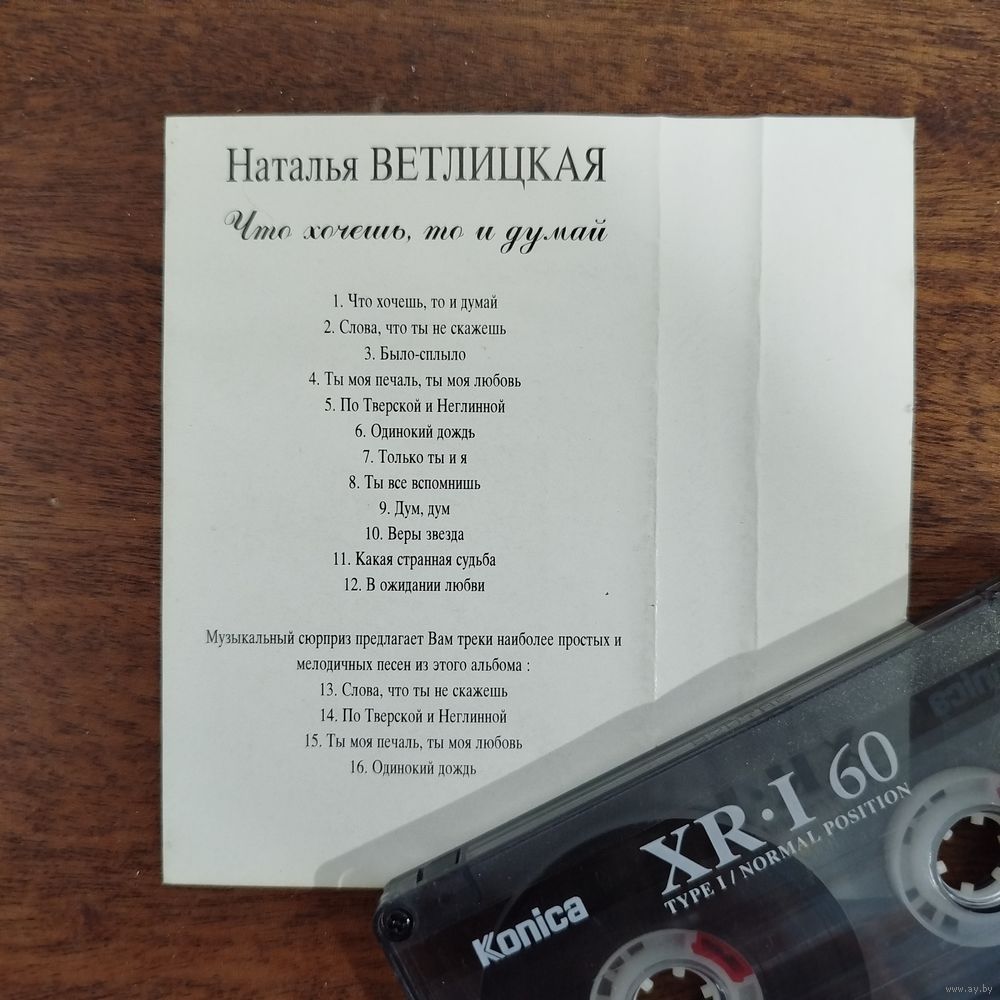 Наталья ВЕТЛИЦКАЯ
Что хочешь, то и думай
1. Что хочешь, то и думай
2. Слова, что ты не скажешь
3. Было-сплыло
4. Ты моя печаль, ты моя любовь
5. По Тверской и Неглинной
6. Одинокий дождь
7. Только ты и я
8. Ты все вспомнишь
9. Дум, дум
10. Веры звезда
11. Какая странная судьба
12. В ожидании любви
Музыкальный сюрприз предлагает Вам треки наиболее простых и
мелодичных песен из этого альбома :
13. Слова, что ты не скажешь
14. По Тверской и Неглинной
15. Ты моя печаль, ты моя любовь
16. Одинокий дождь
XR·I 60
TYPE I / NORMAL POSITION
Konica
www.ay.by